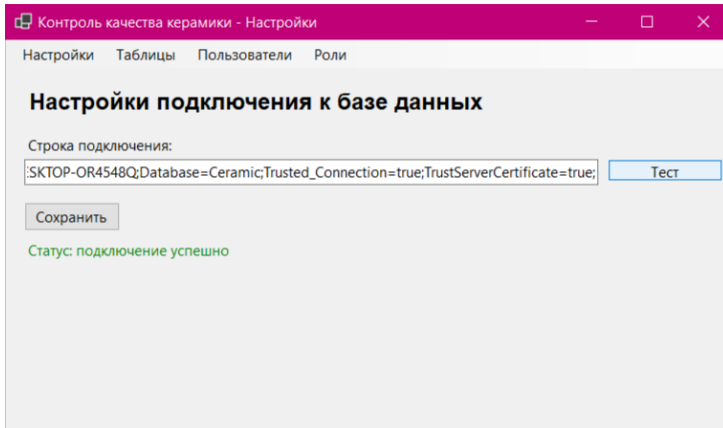 Контроль качества керамики - Настройки
Настройки Таблицы Пользователи Роли
Настройки подключения к базе данных
Строка подключения:
SKTOP-OR4548Q;Database=Ceramic;Trusted_Connection=true;TrustServerCertificate=true; Тест
Сохранить
Статус: подключение успешно